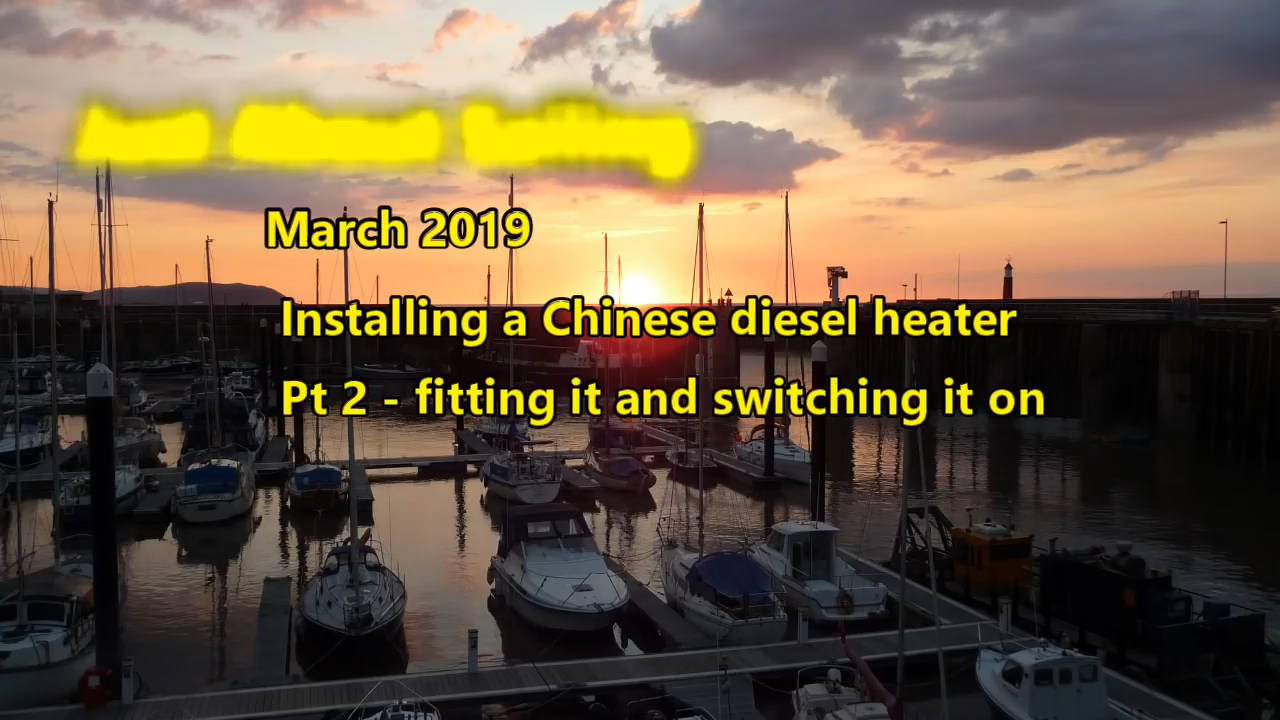 March 2019
Installing a Chinese diesel heater
Pt 2 - fitting it and switching it on